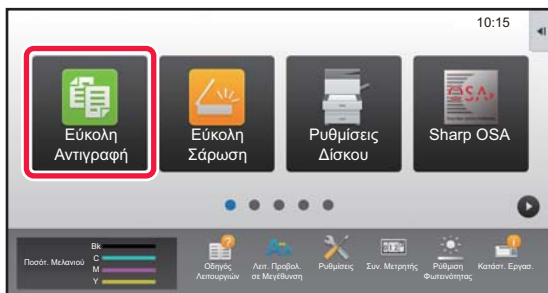 10:15
Εύκολη
Αντιγραφή
Εύκολη
Σάρωση
Ρυθμίσεις
Δίσκου
OSA
Sharp OSA
Ποσότ. Μελανιού
Bk
C
M
Y
Οδηγός
Λειτουργιών
Λειτ. Προβολ.
σε Μεγέθυνση
Ρυθμίσεις
Συν. Μετρητής
Ρύθμιση
Φωτεινότητας
Κατάστ. Εργασ.